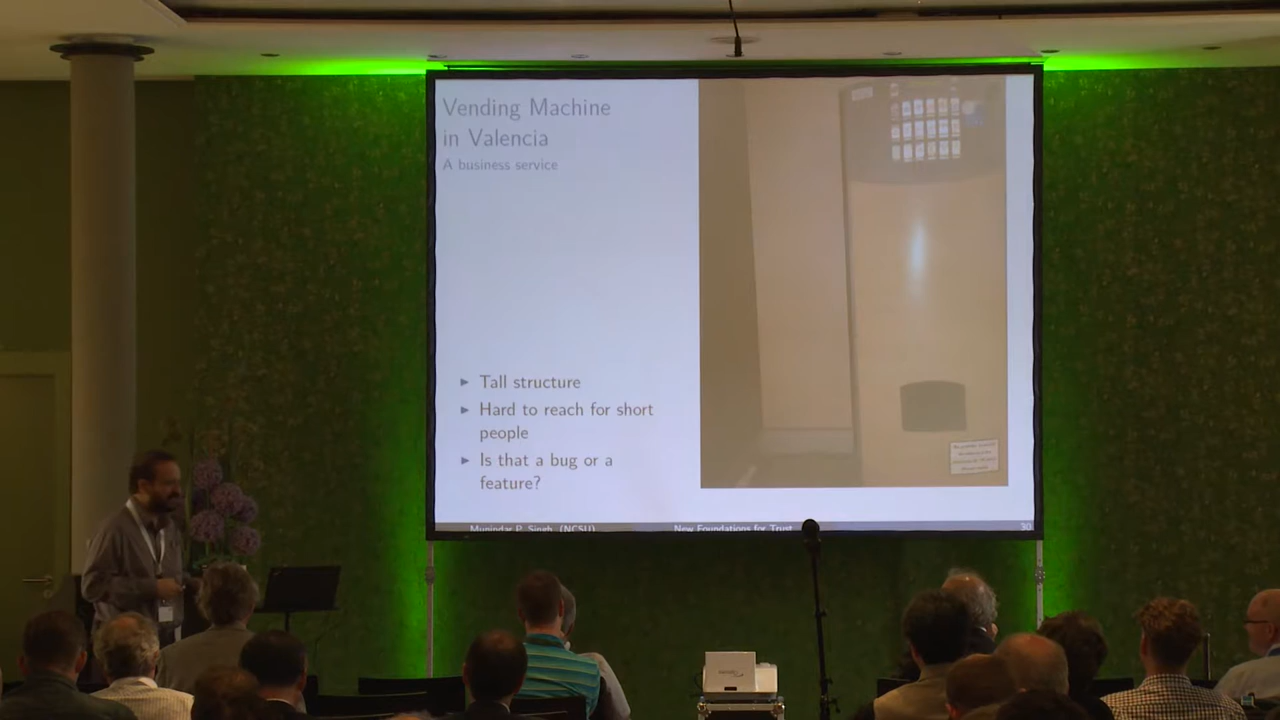 Vending Machine
in Valencia
A business service
▶ Tall structure
▶ Hard to reach for short
people
▶ Is that a bug or a
feature?
Munindar P. Singh (NCSU)
New Foundations for Trust
30